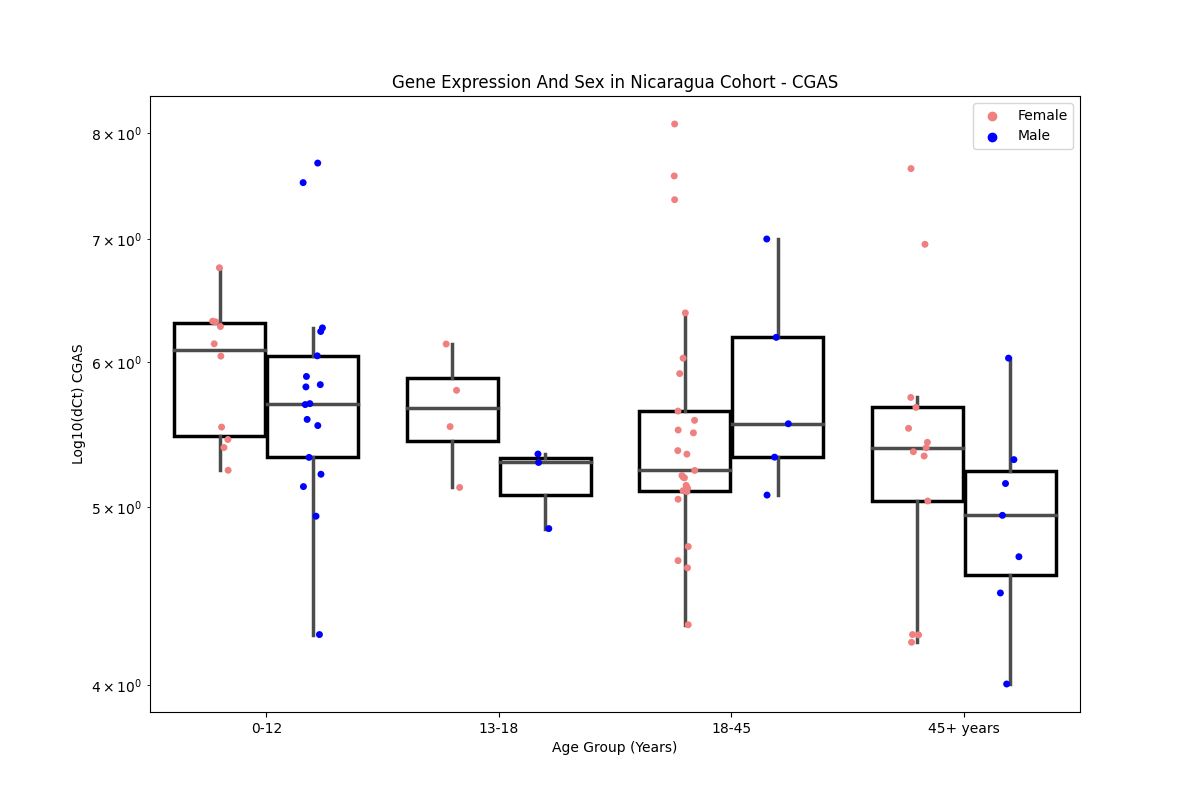 Gene Expression And Sex in Nicaragua Cohort - CGAS
Female
Male
8 × 10⁰
7 × 10⁰
6 × 10⁰
5 × 10⁰
4 × 10⁰
Log10(dCt) CGAS
0-12
13-18
18-45
45+ years
Age Group (Years)